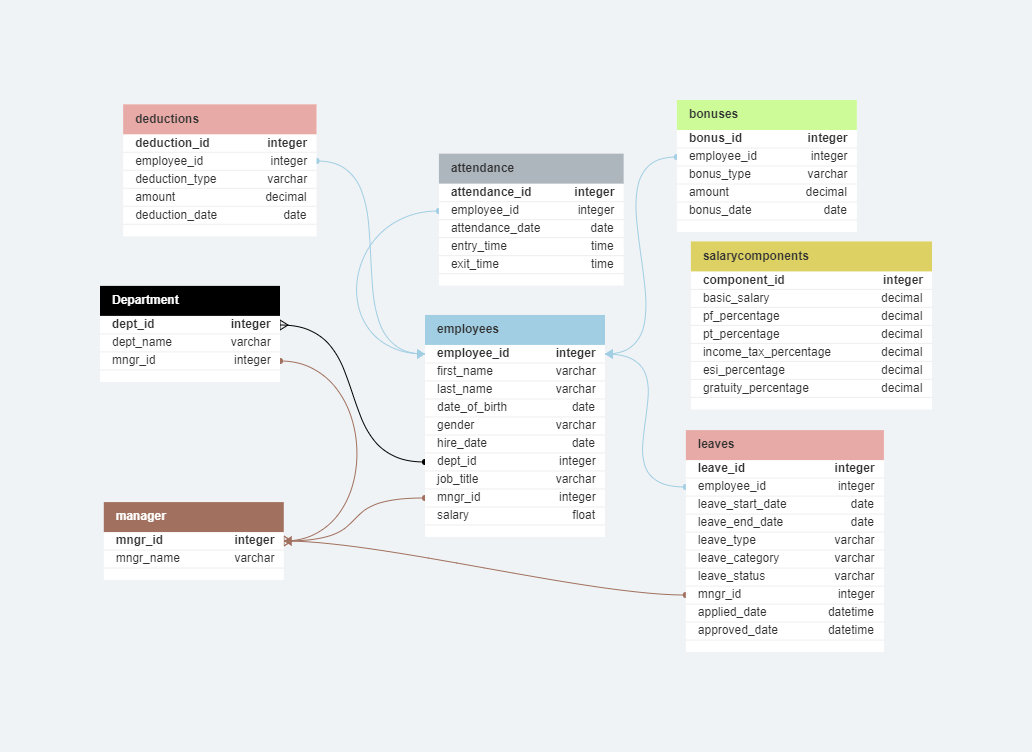 deductions
deduction_id integer
employee_id integer
deduction_type varchar
amount decimal
deduction_date date
attendance
attendance_id integer
employee_id integer
attendance_date date
entry_time time
exit_time time
bonuses
bonus_id integer
employee_id integer
bonus_type varchar
amount decimal
bonus_date date
salarycomponents
component_id integer
basic_salary decimal
pf_percentage decimal
pt_percentage decimal
income_tax_percentage decimal
esi_percentage decimal
gratuity_percentage decimal
Department
dept_id integer
dept_name varchar
mngr_id integer
employees
employee_id integer
first_name varchar
last_name varchar
date_of_birth date
gender varchar
hire_date date
dept_id integer
job_title varchar
mngr_id integer
salary float
leaves
leave_id integer
employee_id integer
leave_start_date date
leave_end_date date
leave_type varchar
leave_category varchar
leave_status varchar
mngr_id integer
applied_date datetime
approved_date datetime
manager
mngr_id integer
mngr_name varchar